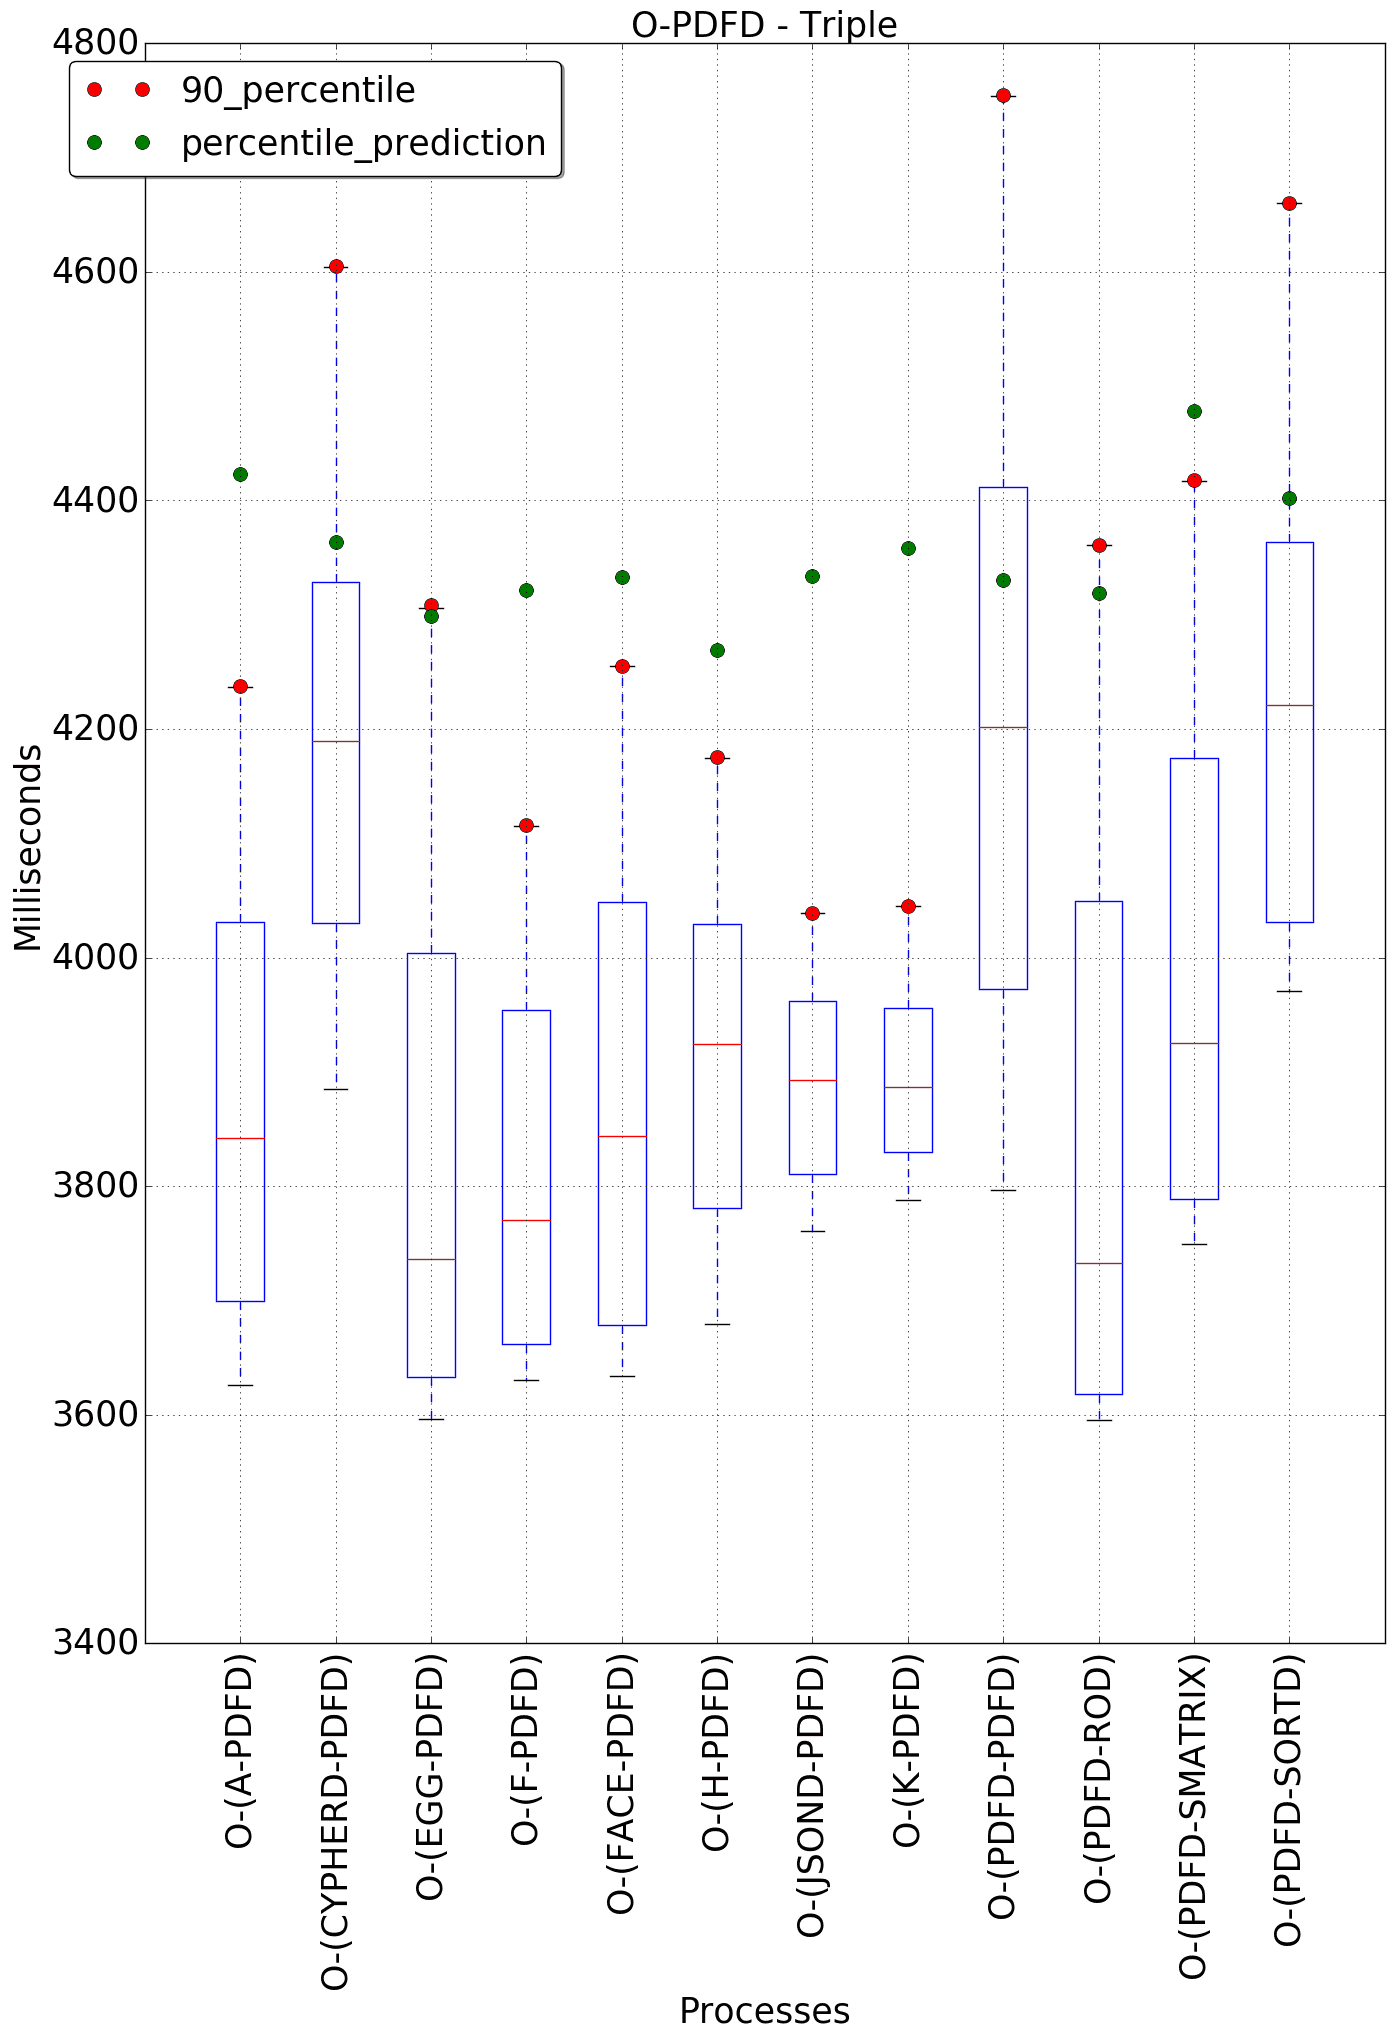 O-PDFD - Triple
90_percentile
percentile_prediction
4800
4600
4400
4200
4000
3800
3600
3400
Milliseconds
O-(A-PDFD)
O-(CYPHERD-PDFD)
O-(EGG-PDFD)
O-(F-PDFD)
O-(FACE-PDFD)
O-(H-PDFD)
O-(JSOND-PDFD)
O-(K-PDFD)
O-(PDFD-PDFD)
O-(PDFD-ROD)
O-(PDFD-SMATRIX)
O-(PDFD-SORTD)
Processes